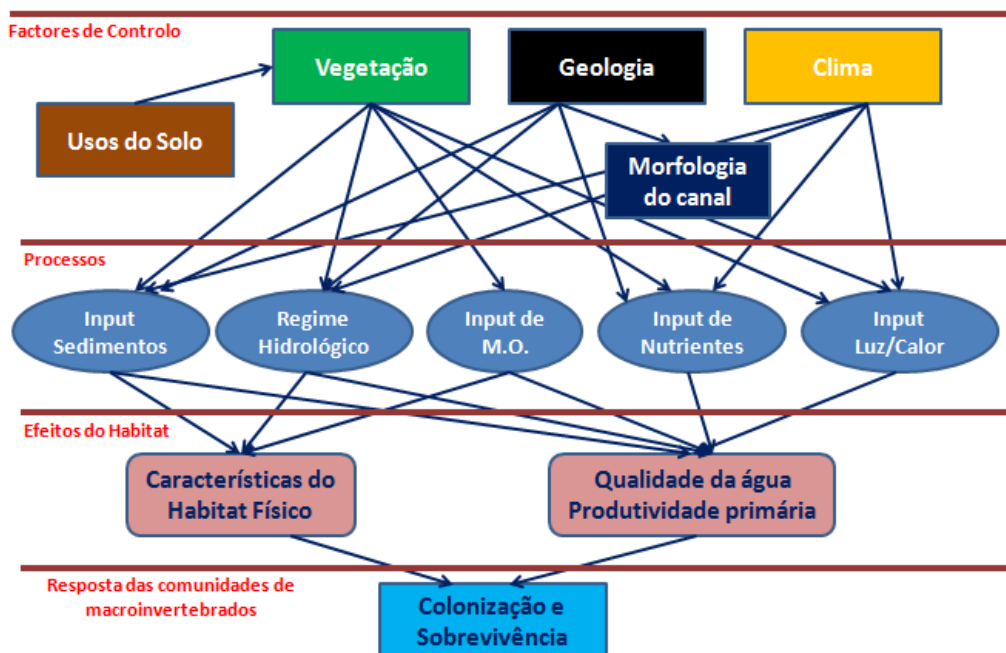 Factores de Controlo
Vegetação
Geologia
Clima
Usos do Solo
Morfologia
do canal
Processos
Input
Sedimentos
Regime
Hidrológico
Input de
M.O.
Input de
Nutrientes
Input
Luz/Calor
Efeitos do Habitat
Características do
Habitat Físico
Qualidade da água
Produtividade primária
Resposta das comunidades de
macroinvertebrados
Colonização e
Sobrevivência